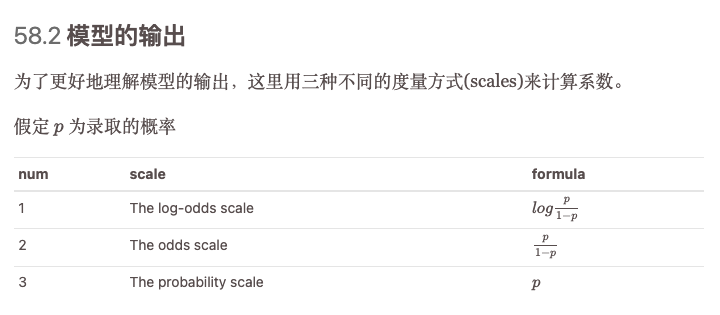 58.2 模型的输出
为了更好地理解模型的输出，这里用三种不同的度量方式(scales)来计算系数。
假定 p 为录取的概率
num scale formula
1 The log-odds scale log p/1−p
2 The odds scale p/1−p
3 The probability scale p